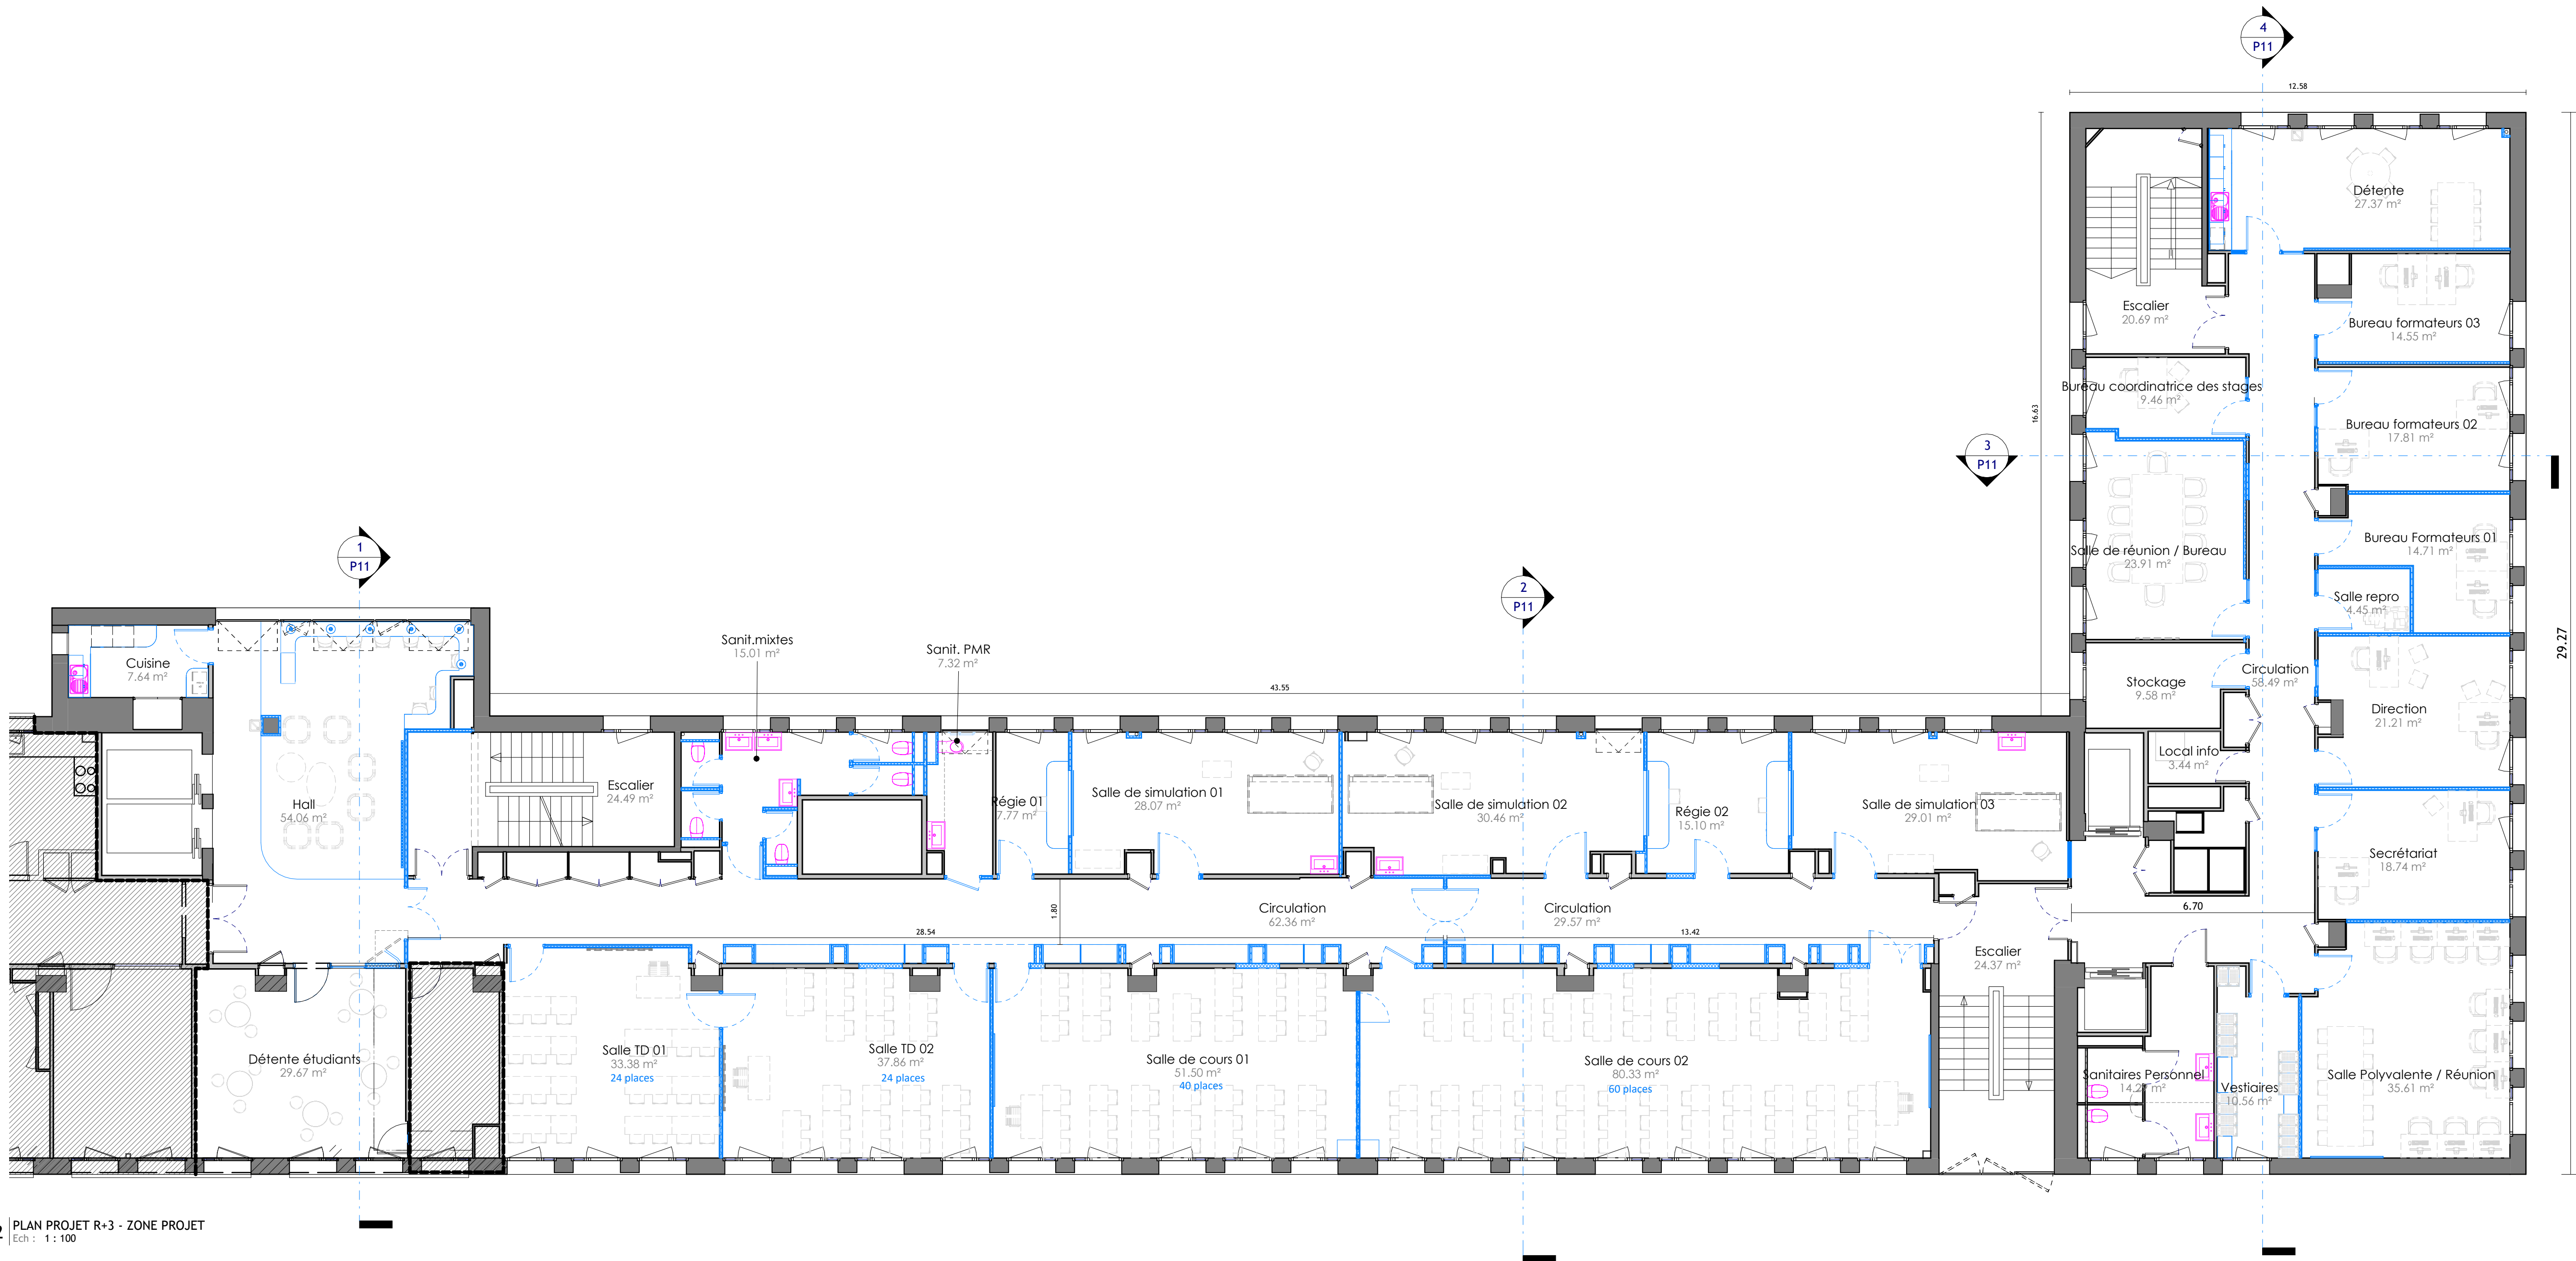 4
P11
12.58
Détente
27.37 m²
Escalier
20.69 m²
Bureau formateurs 03
14.55 m²
Bureau coordinatrice des stages
9.46 m²
16.63
Bureau formateurs 02
17.81 m²
3
P11
Bureau Formateurs 01
14.71 m²
Salle de réunion / Bureau
23.91 m²
1
P11
2
P11
Salle repro
4.45 m²
29.27
Sanit.mixtes
15.01 m²
Sanit. PMR
7.32 m²
Cuisine
7.64 m²
Circulation
58.49 m²
Stockage
9.58 m²
43.55
Direction
21.21 m²
Local info
3.44 m²
Hall
54.06 m²
Escalier
24.49 m²
Régie 01
7.77 m²
Salle de simulation 01
28.07 m²
Salle de simulation 02
30.46 m²
Régie 02
15.10 m²
Salle de simulation 03
29.01 m²
Secrétariat
18.74 m²
1.80
Circulation
62.36 m²
Circulation
29.57 m²
6.70
28.54
13.42
Escalier
24.37 m²
Détente étudiants
29.67 m²
Salle TD 01
33.38 m²
24 places
Salle TD 02
37.86 m²
24 places
Salle de cours 01
51.50 m²
40 places
Salle de cours 02
80.33 m²
60 places
Sanitaires Personnel
Vestiaires
10.56 m²
Salle Polyvalente / Réunion
35.61 m²
PLAN PROJET R+3 - ZONE PROJET
Ech : 1 : 100